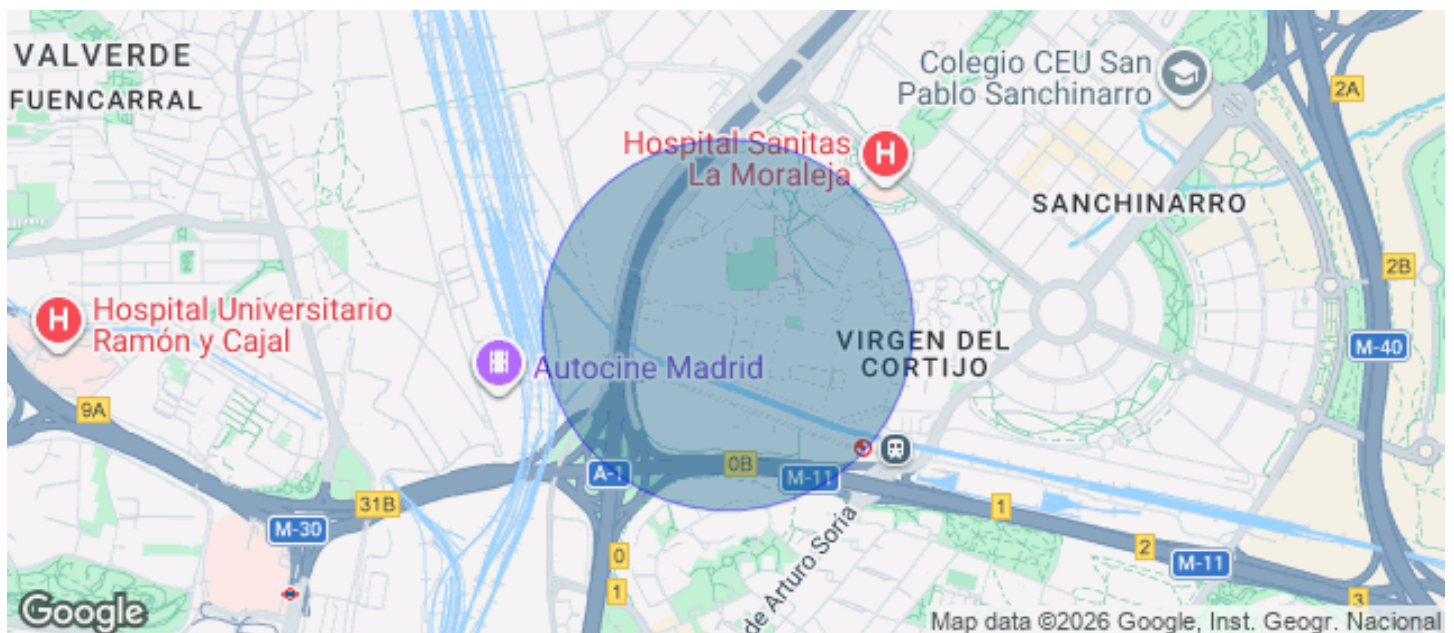 VALVERDE
FUENCARRAL
Colegio CEU San
Pablo Sanchinarro
2A
Hospital Sanitas
La Moraleja
H
SANCHINARRO
2B
H
Hospital Universitario
Ramón y Cajal
VIRGEN DEL
CORTIJO
M-40
Autocine Madrid
9A
A-1
0B
M-11
31B
M-30
1
de Arturo Soria
0
2
M-11
1
3
Google
Map data ©2026 Google, Inst. Geogr. Nacional